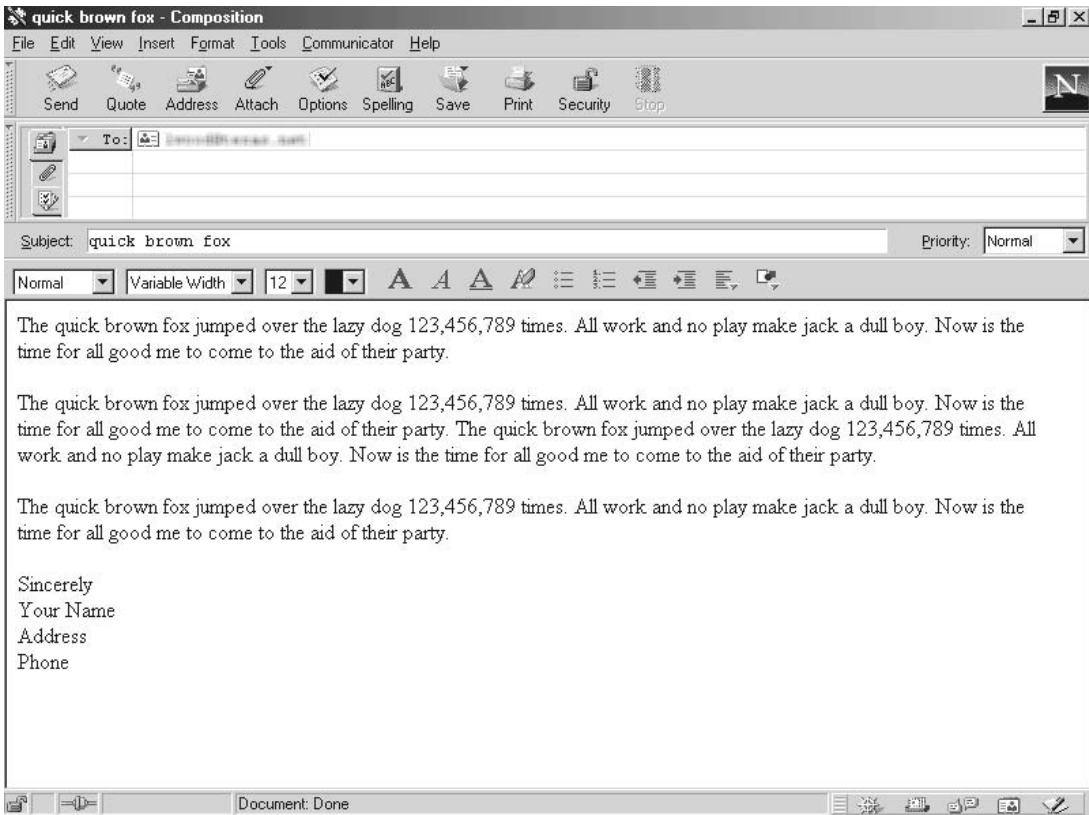 quick brown fox - Composition
File Edit View Insert Format Tools Communicator Help
Send Quote Address Attach Options Spelling Save Print Security Stop
N
To:
Subject: quick brown fox Priority: Normal
Normal Variable Width 12 A A A
The quick brown fox jumped over the lazy dog 123,456,789 times. All work and no play make jack a dull boy. Now is the
time for all good me to come to the aid of their party.
The quick brown fox jumped over the lazy dog 123,456,789 times. All work and no play make jack a dull boy. Now is the
time for all good me to come to the aid of their party. The quick brown fox jumped over the lazy dog 123,456,789 times. All
work and no play make jack a dull boy. Now is the time for all good me to come to the aid of their party.
The quick brown fox jumped over the lazy dog 123,456,789 times. All work and no play make jack a dull boy. Now is the
time for all good me to come to the aid of their party.
Sincerely
Your Name
Address
Phone
Document: Done